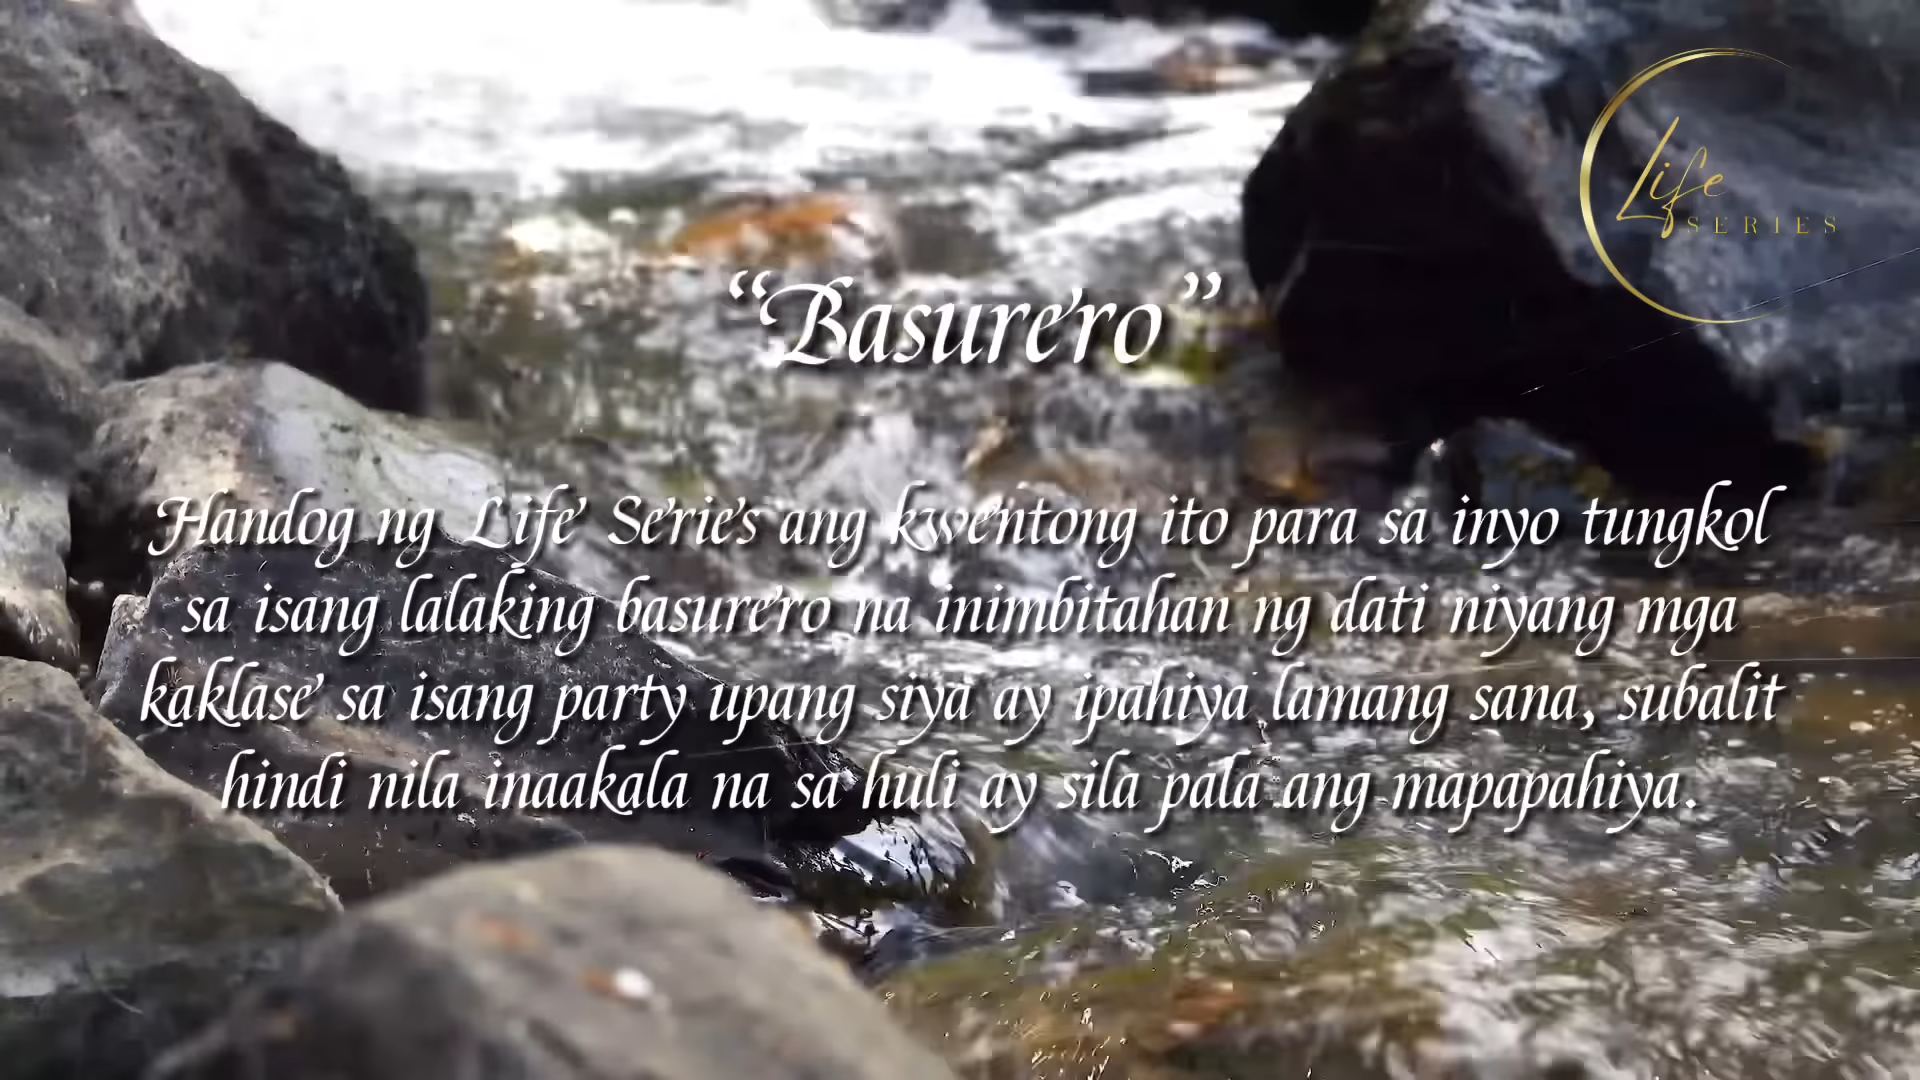 Life
SERIES
“Basurero”
Handog ng Life Series ang kwentong ito para sa inyo tungkol
sa isang lalaking basurero na inimbitahan ng dati niyang mga
kaklase sa isang party upang siya ay ipahiya lamang sana, subalit
hindi nila inaakala na sa huli ay sila pala ang mapapahiya.